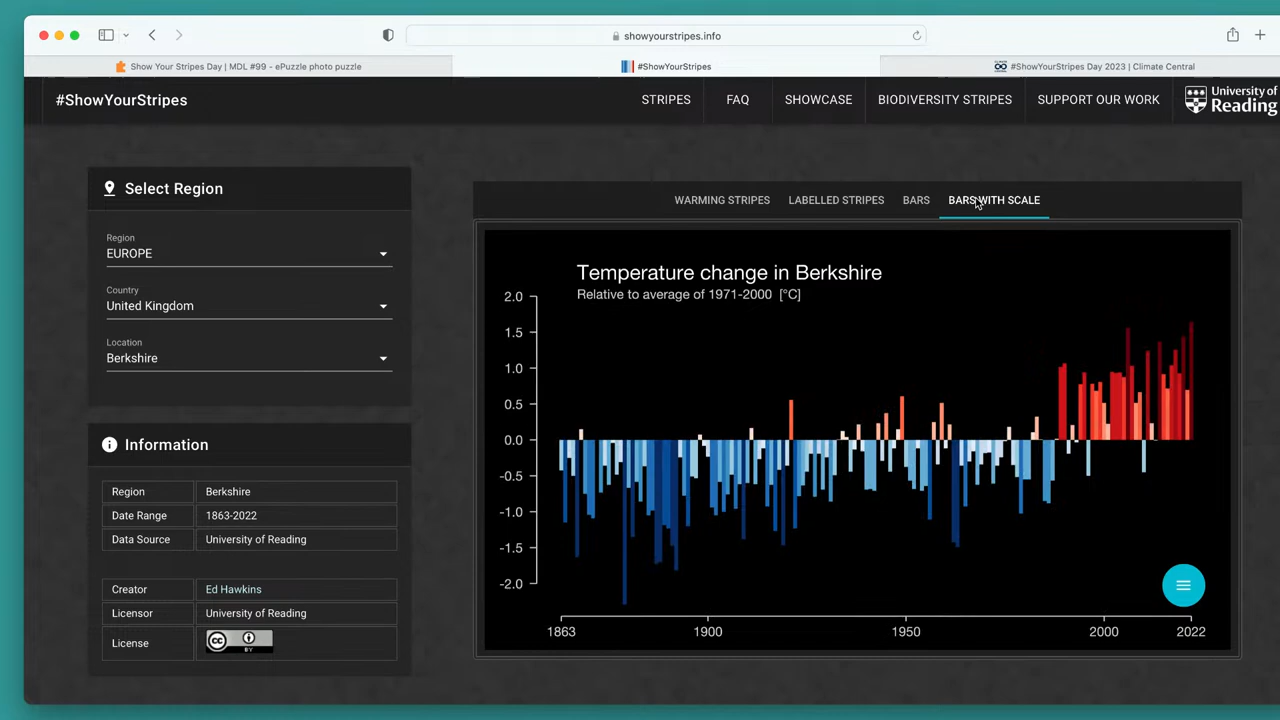 showyourstripes.info
Show Your Stripes Day | MDL #99 - ePuzzle photo puzzle
#ShowYourStripes
#ShowYourStripes Day 2023 | Climate Central
#ShowYourStripes
STRIPES
FAQ
SHOWCASE
BIODIVERSITY STRIPES
SUPPORT OUR WORK
University of
Reading
Select Region
Region
EUROPE
Country
United Kingdom
Location
Berkshire
Information
Region Berkshire
Date Range 1863-2022
Data Source University of Reading
Creator Ed Hawkins
Licensor University of Reading
License
CC
BY
WARMING STRIPES
LABELLED STRIPES
BARS
BARS WITH SCALE
Temperature change in Berkshire
Relative to average of 1971-2000 [°C]
2.0
1.5
1.0
0.5
0.0
-0.5
-1.0
-1.5
-2.0
1863
1900
1950
2000
2022